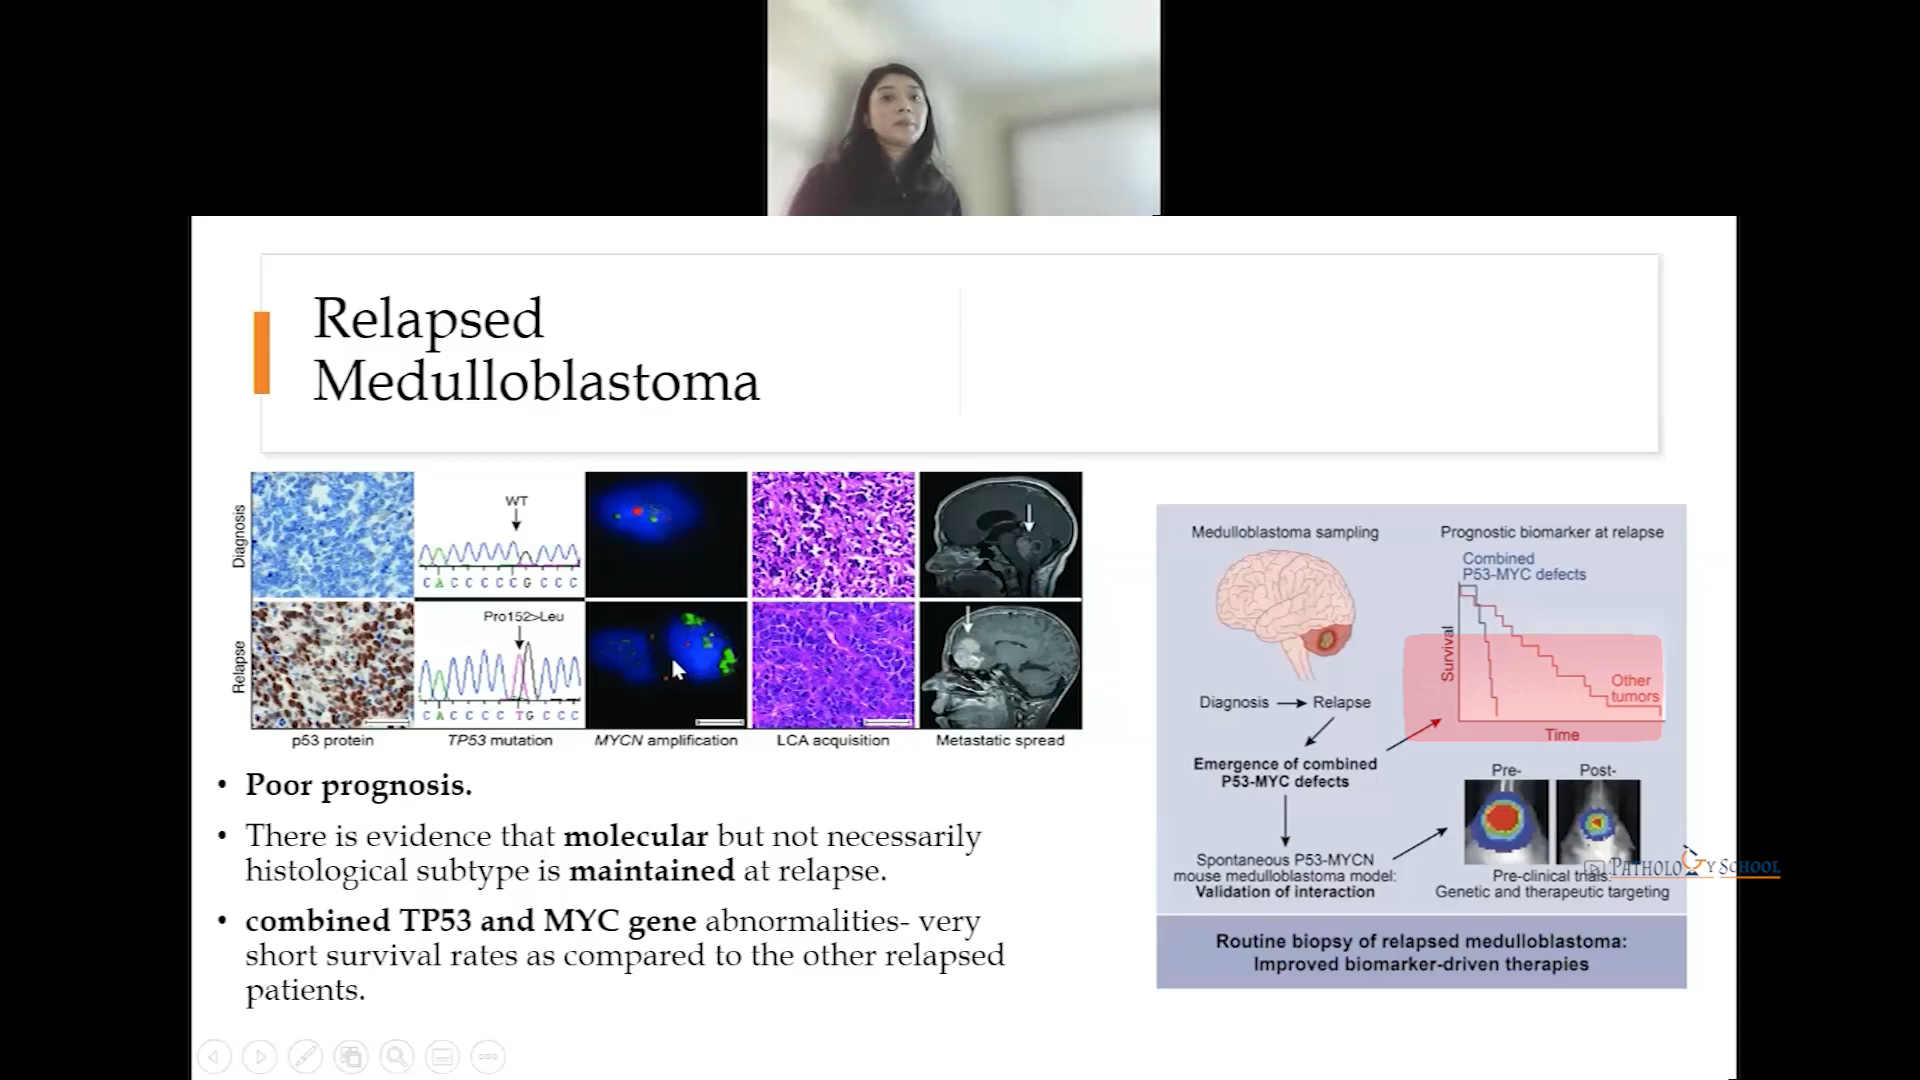 Relapsed
Medulloblastoma
Diagnosis
WT
C A C C C C C G C C C
Relapse
Pro152>Leu
C A C C C C T G C C C
p53 protein
TP53 mutation
MYCN amplification
LCA acquisition
Metastatic spread
• Poor prognosis.
• There is evidence that molecular but not necessarily
histological subtype is maintained at relapse.
• combined TP53 and MYC gene abnormalities- very
short survival rates as compared to the other relapsed
patients.
Medulloblastoma sampling
Diagnosis
Relapse
Emergence of combined
P53-MYC defects
Spontaneous P53-MYCN
mouse medulloblastoma model:
Validation of interaction
Prognostic biomarker at relapse
Combined
P53-MYC defects
Survival
Other
tumors
Time
Pre-
Post-
Pre-clinical trials:
Genetic and therapeutic targeting
PATHOLOGY SCHOOL
Routine biopsy of relapsed medulloblastoma:
Improved biomarker-driven therapies